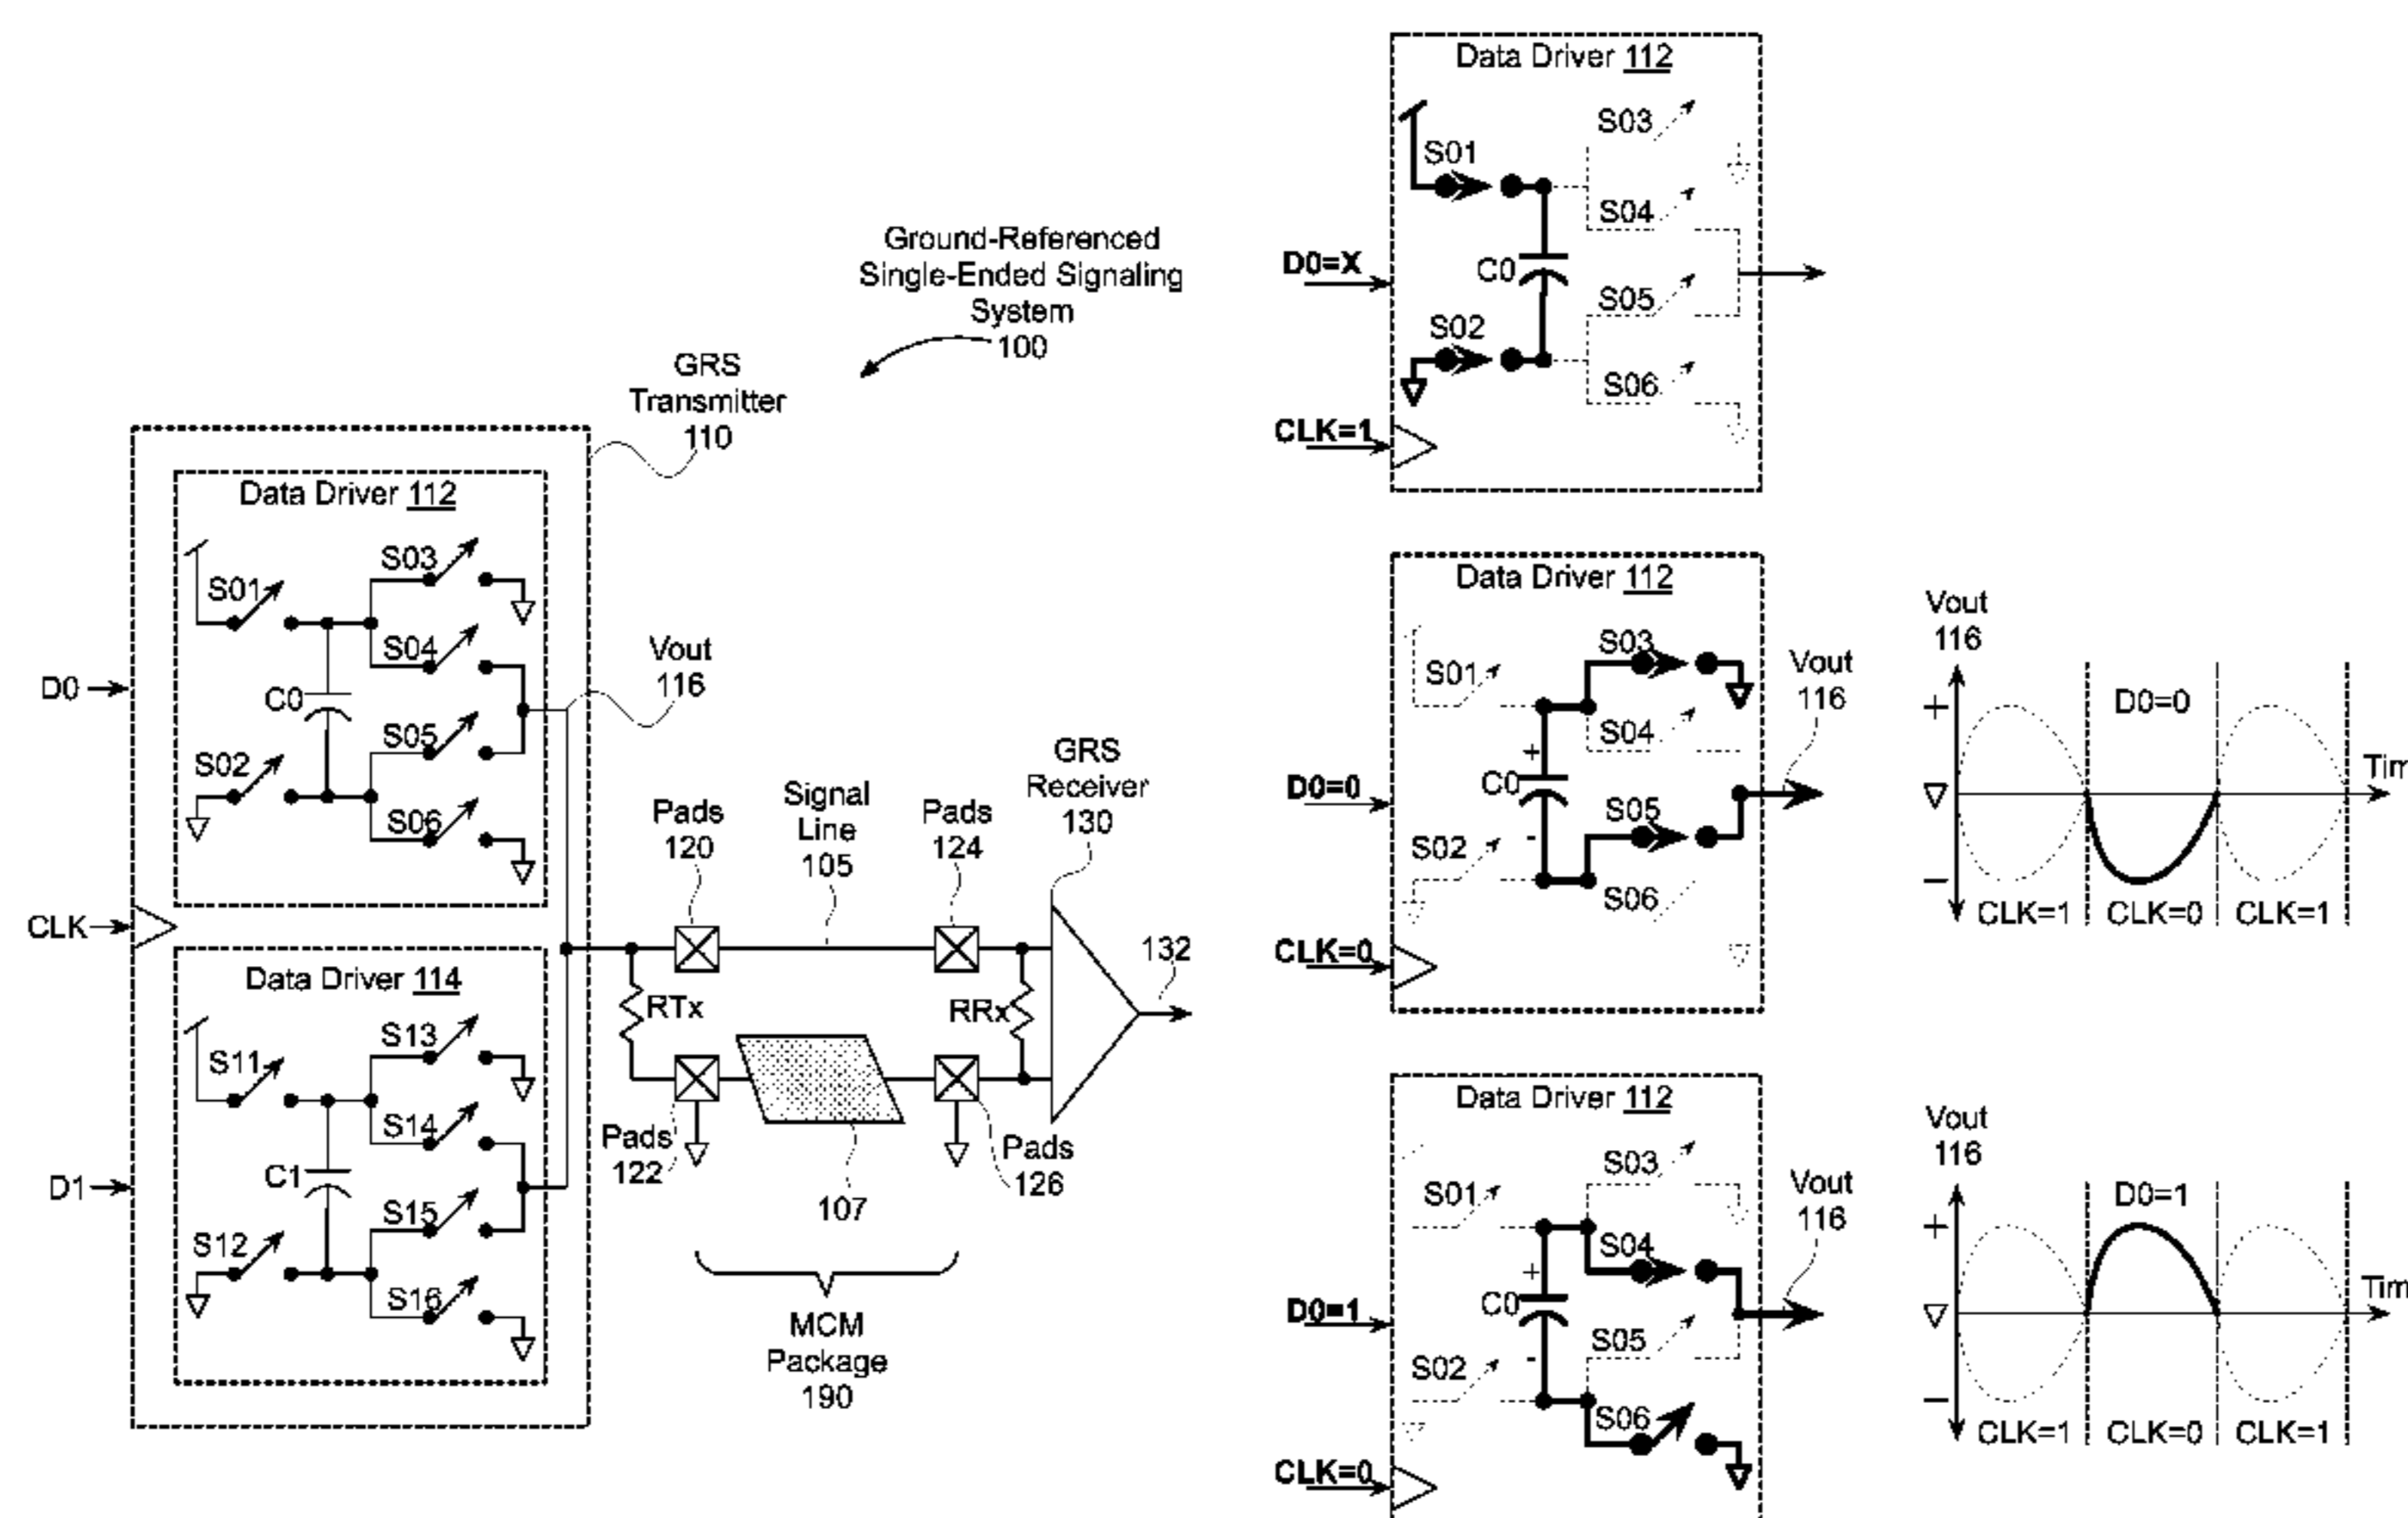 Ground-Referenced
Single-Ended Signaling
System
100
GRS
Transmitter
110
Data Driver 112
S01
S02
S03
S04
S05
S06
C0
D0
CLK
D1
Data Driver 114
S11
S12
S13
S14
S15
S16
C1
Vout
116
Pads
120
Signal
Line
105
Pads
124
GRS
Receiver
130
132
RTx
RRx
Pads
122
107
Pads
126
MCM
Package
190
Data Driver 112
D0=X
CLK=1
S01
S02
C0
S03
S04
S05
S06
Data Driver 112
D0=0
CLK=0
S01
S02
+
C0
-
S03
S04
S05
S06
Vout
116
Vout
116
+
−
D0=0
Tim
CLK=1
CLK=0
CLK=1
Data Driver 112
D0=1
CLK=0
S01
S02
+
C0
-
S03
S04
S05
S06
Vout
116
Vout
116
+
−
D0=1
Tim
CLK=1
CLK=0
CLK=1